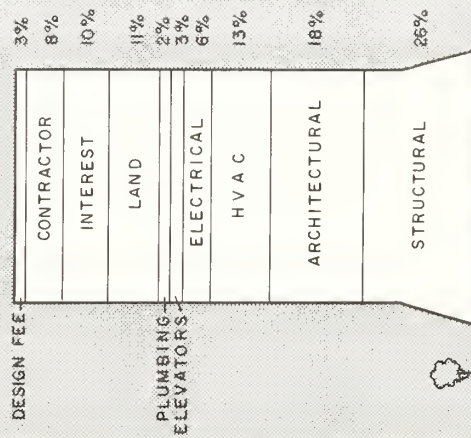 DESIGN FEE 3%
CONTRACTOR 8%
INTEREST 10%
LAND 11%
PLUMBING 2%
ELEVATORS 3%
ELECTRICAL 6%
HVAC 13%
ARCHITECTURAL 18%
STRUCTURAL 26%